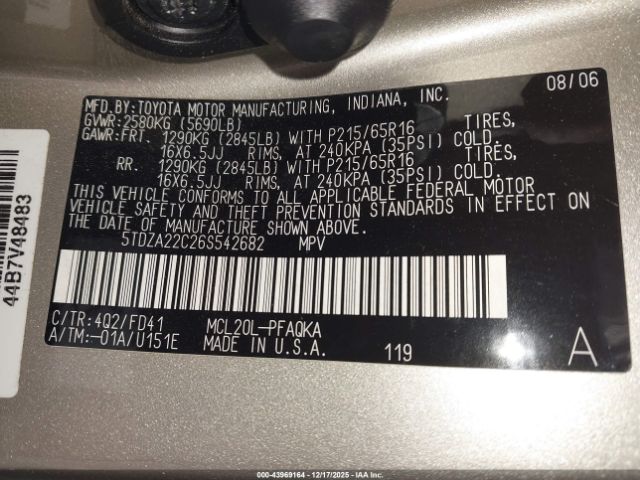 MFD.BY:TOYOTA MOTOR MANUFACTURING, INDIANA, INC. 08/06
GVWR:2580KG (5690LB)
GAWR:FRT. 1290KG (2845LB) WITH P215/65R16 TIRES,
16X6.5JJ RIMS, AT 240KPA (35PSI) COLD.
RR. 1290KG (2845LB) WITH P215/65R16 TIRES,
16X6.5JJ RIMS, AT 240KPA (35PSI) COLD.
THIS VEHICLE CONFORMS TO ALL APPLICABLE FEDERAL MOTOR
VEHICLE SAFETY AND THEFT PREVENTION STANDARDS IN EFFECT ON
THE DATE OF MANUFACTURE SHOWN ABOVE.
5TDZA22C26S542682 MPV
C/TR:4Q2/FD41 MCL20L-PFAQKA
A/TM:-01A/U151E MADE IN U.S.A. 119 A
44B7V48483
000-43969164 - 12/17/2025 - IAA Inc.